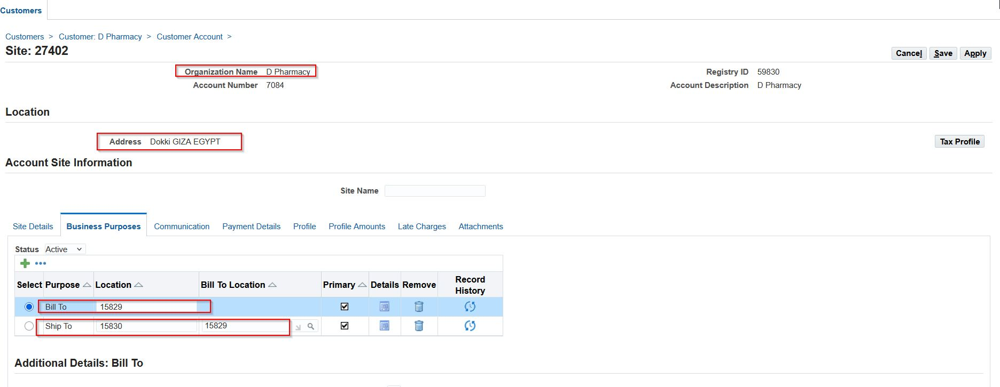 Customers
Customers > Customer: D Pharmacy > Customer Account >
Site: 27402
Cancel Save Apply
Organization Name D Pharmacy Registry ID 59830
Account Number 7084 Account Description D Pharmacy
Location
Address Dokki GIZA EGYPT Tax Profile
Account Site Information
Site Name
Site Details Business Purposes Communication Payment Details Profile Profile Amounts Late Charges Attachments
Status Active
Select Purpose Location Bill To Location Primary Details Remove Record History
Bill To 15829
Ship To 15830 15829
Additional Details: Bill To